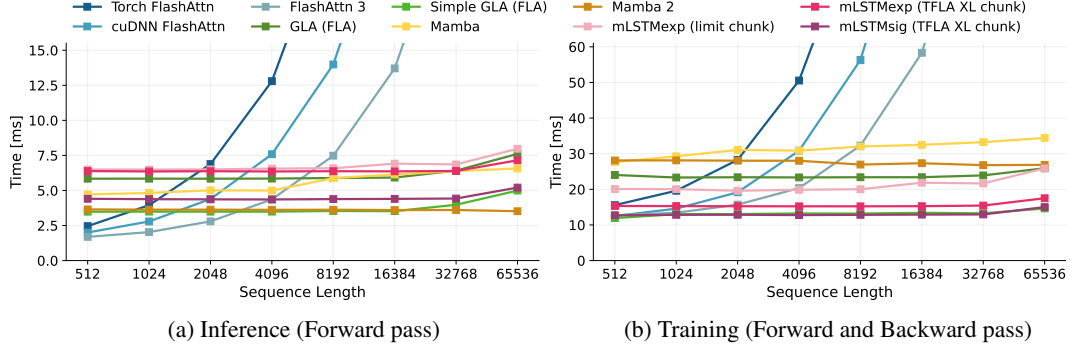 Torch FlashAttn
cuDNN FlashAttn
FlashAttn 3
GLA (FLA)
Simple GLA (FLA)
Mamba
Mamba 2
mLSTMexp (limit chunk)
mLSTMexp (TFLA XL chunk)
mLSTMsig (TFLA XL chunk)
Time [ms]
15.0
12.5
10.0
7.5
5.0
2.5
0.0
512 1024 2048 4096 8192 16384 32768 65536
Sequence Length
(a) Inference (Forward pass)
Time [ms]
60
50
40
30
20
10
0
512 1024 2048 4096 8192 16384 32768 65536
Sequence Length
(b) Training (Forward and Backward pass)